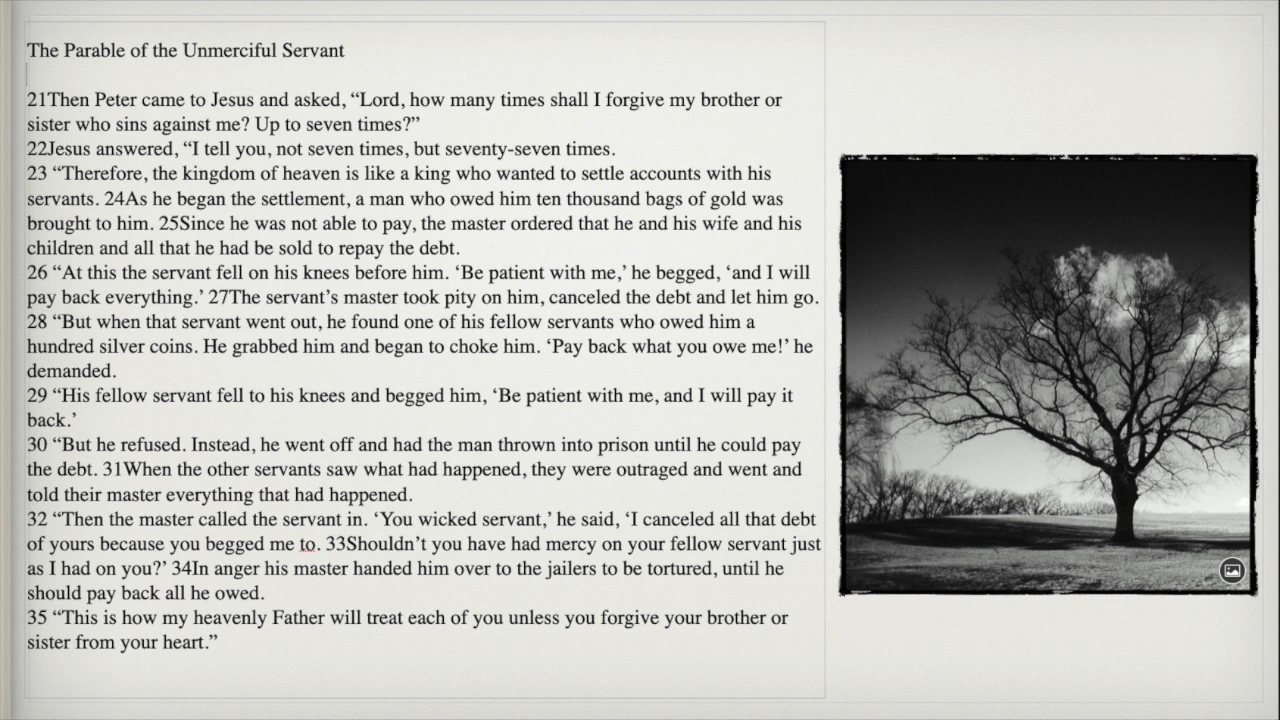 The Parable of the Unmerciful Servant
21Then Peter came to Jesus and asked, “Lord, how many times shall I forgive my brother or
sister who sins against me? Up to seven times?”
22Jesus answered, “I tell you, not seven times, but seventy-seven times.
23 “Therefore, the kingdom of heaven is like a king who wanted to settle accounts with his
servants. 24As he began the settlement, a man who owed him ten thousand bags of gold was
brought to him. 25Since he was not able to pay, the master ordered that he and his wife and his
children and all that he had be sold to repay the debt.
26 “At this the servant fell on his knees before him. ‘Be patient with me,’ he begged, ‘and I will
pay back everything.’ 27The servant’s master took pity on him, canceled the debt and let him go.
28 “But when that servant went out, he found one of his fellow servants who owed him a
hundred silver coins. He grabbed him and began to choke him. ‘Pay back what you owe me!’ he
demanded.
29 “His fellow servant fell to his knees and begged him, ‘Be patient with me, and I will pay it
back.’
30 “But he refused. Instead, he went off and had the man thrown into prison until he could pay
the debt. 31When the other servants saw what had happened, they were outraged and went and
told their master everything that had happened.
32 “Then the master called the servant in. ‘You wicked servant,’ he said, ‘I canceled all that debt
of yours because you begged me to. 33Shouldn’t you have had mercy on your fellow servant just
as I had on you?’ 34In anger his master handed him over to the jailers to be tortured, until he
should pay back all he owed.
35 “This is how my heavenly Father will treat each of you unless you forgive your brother or
sister from your heart.”